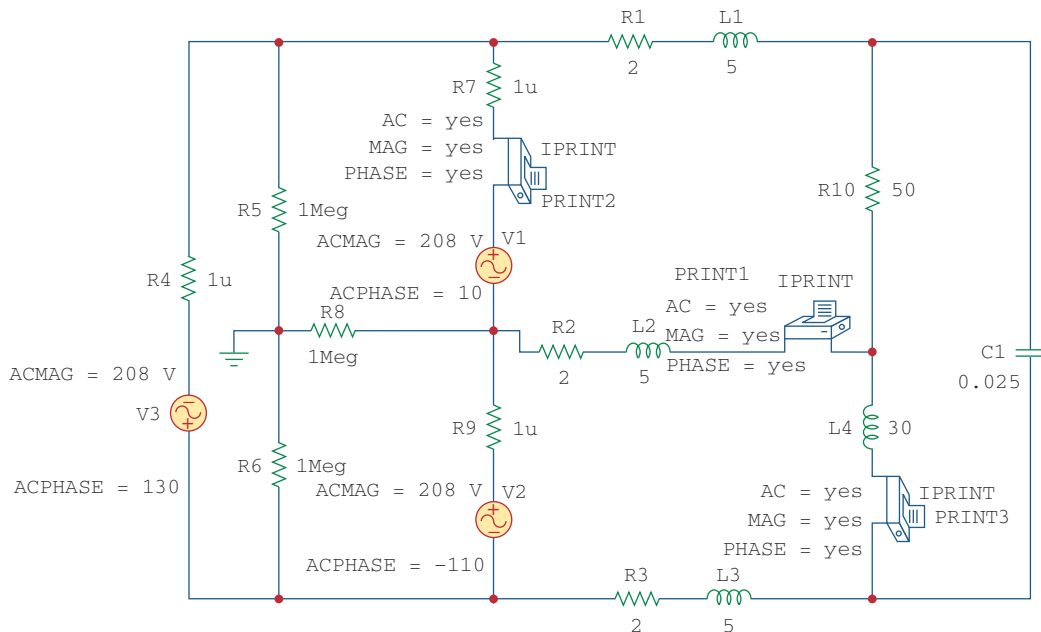 R1 L1
2 5
R7 1u
AC = yes
MAG = yes
PHASE = yes
IPRINT
PRINT2
R5 1Meg
R10 50
ACMAG = 208 V V1
ACPHASE = 10
R4 1u
PRINT1 IPRINT
AC = yes
MAG = yes
PHASE = yes
R8
1Meg
R2 L2
2 5
C1
0.025
ACMAG = 208 V
V3
ACPHASE = 130
R9 1u
L4 30
R6 1Meg
ACMAG = 208 V V2
ACPHASE = –110
AC = yes
MAG = yes
PHASE = yes
IPRINT
PRINT3
R3 L3
2 5
+
−
+
−
−
+